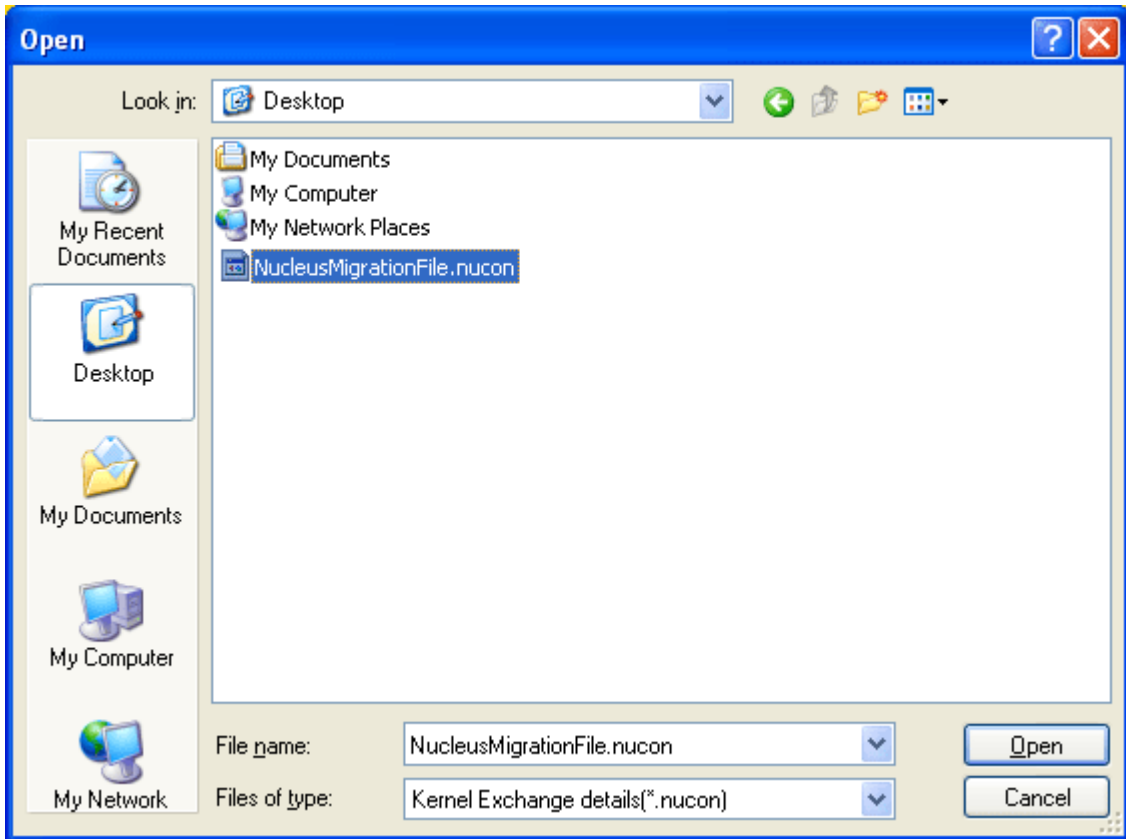 Open
Look in:
Desktop
My Recent
Documents
Desktop
My Documents
My Computer
My Network
My Documents
My Computer
My Network Places
NucleusMigrationFile.nucon
File name:
NucleusMigrationFile.nucon
Open
Files of type:
Kernel Exchange details(*.nucon)
Cancel